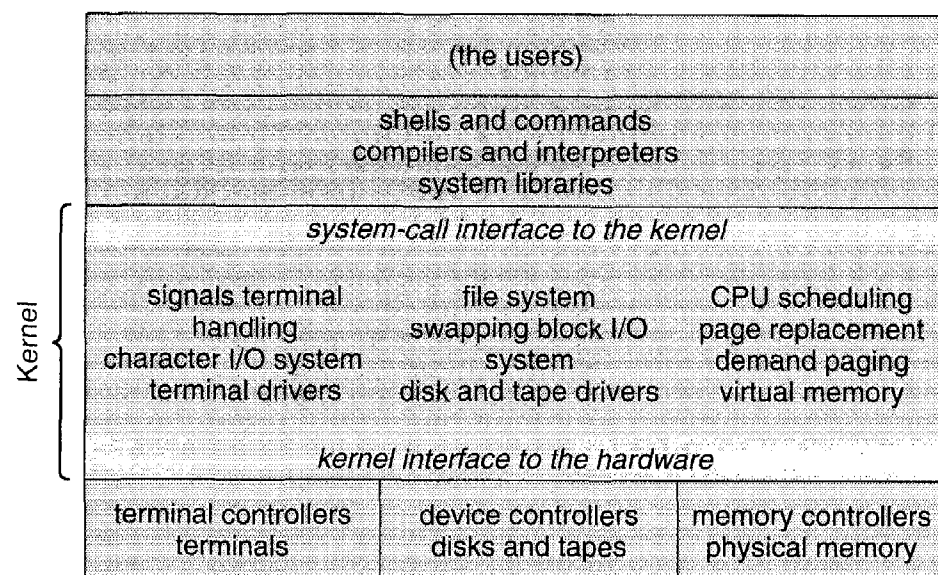 (the users)
shells and commands
compilers and interpreters
system libraries
Kernel
system-call interface to the kernel
signals terminal
handling
character I/O system
terminal drivers
file system
swapping block I/O
system
disk and tape drivers
CPU scheduling
page replacement
demand paging
virtual memory
kernel interface to the hardware
terminal controllers
terminals
device controllers
disks and tapes
memory controllers
physical memory